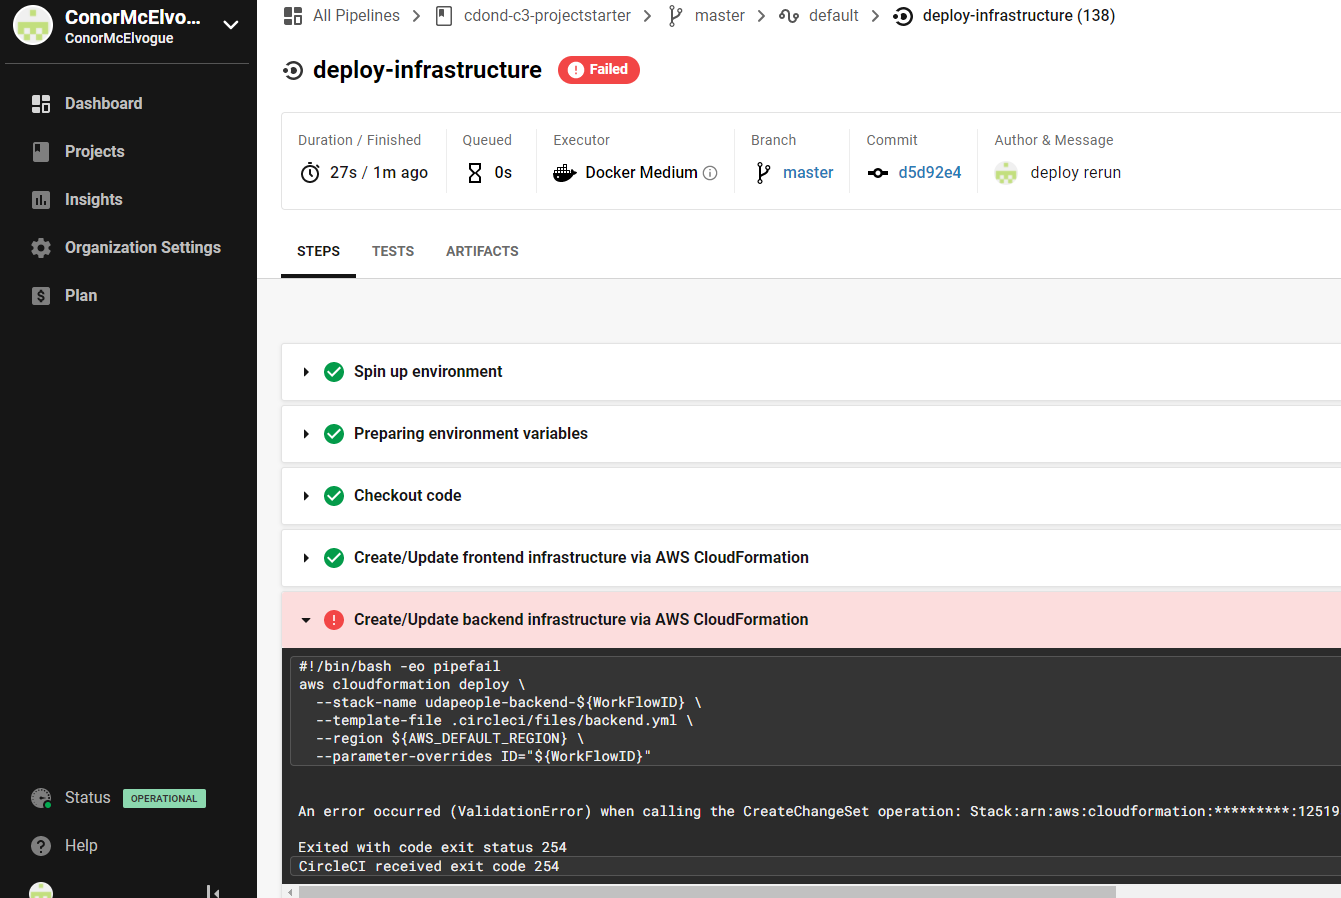 ConorMcElvo...
ConorMcElvogue
Dashboard
Projects
Insights
Organization Settings
Plan
Status OPERATIONAL
Help
All Pipelines > cdond-c3-projectstarter > master > default > deploy-infrastructure (138)
deploy-infrastructure Failed
Duration / Finished
27s / 1m ago
Queued
0s
Executor
Docker Medium
Branch
master
Commit
d5d92e4
Author & Message
deploy rerun
STEPS TESTS ARTIFACTS
Spin up environment
Preparing environment variables
Checkout code
Create/Update frontend infrastructure via AWS CloudFormation
Create/Update backend infrastructure via AWS CloudFormation
#!/bin/bash -eo pipefail
aws cloudformation deploy \
--stack-name udapeople-backend-${WorkFlowID} \
--template-file .circleci/files/backend.yml \
--region ${AWS_DEFAULT_REGION} \
--parameter-overrides ID="${WorkFlowID}"
An error occurred (ValidationError) when calling the CreateChangeSet operation: Stack:arn:aws:cloudformation:*********:12519
Exited with code exit status 254
CircleCI received exit code 254